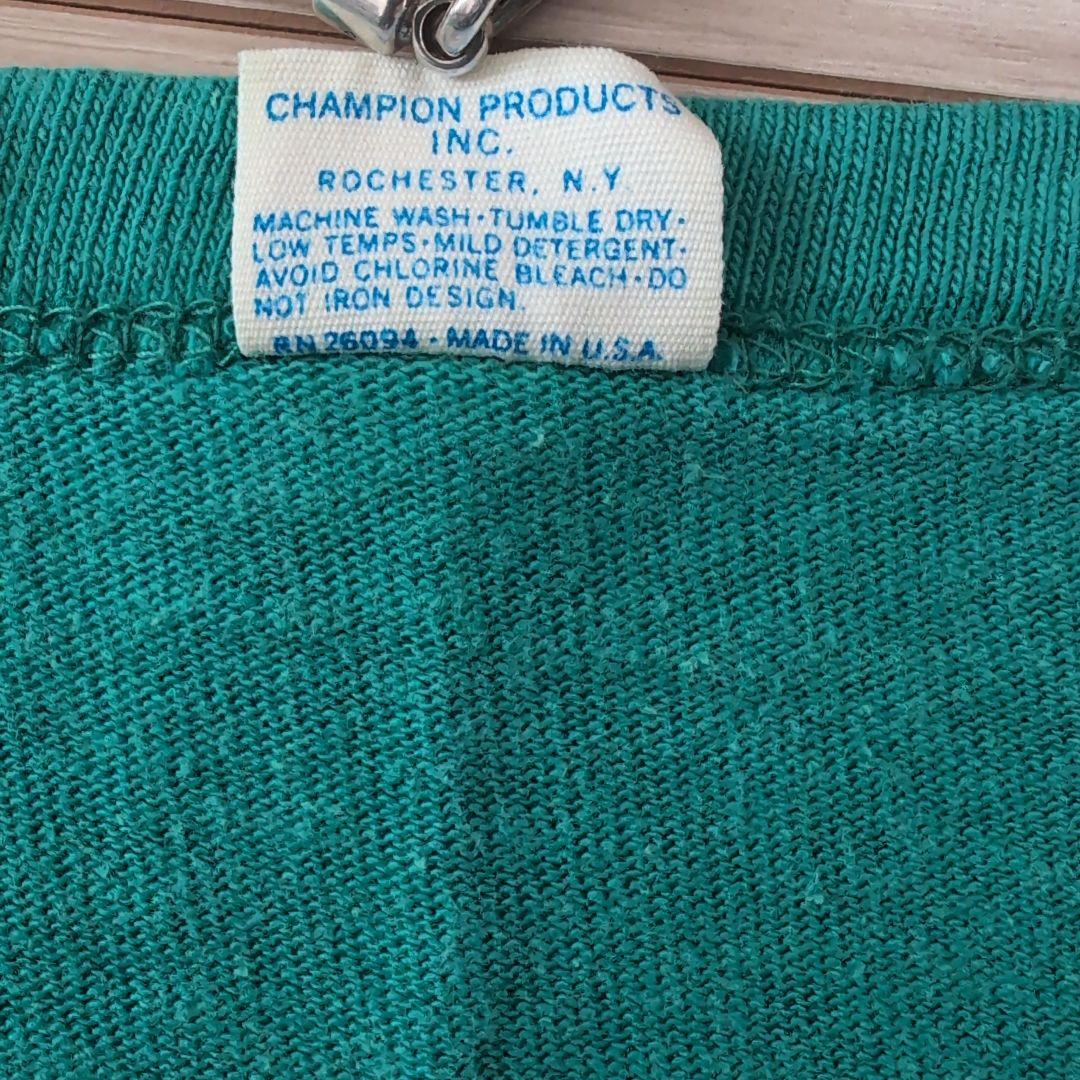 CHAMPION PRODUCTS
INC.
ROCHESTER, N.Y.
MACHINE WASH·TUMBLE DRY·
LOW TEMPS·MILD DETERGENT·
AVOID CHLORINE BLEACH·DO
NOT IRON DESIGN.
RN 26094 · MADE IN U.S.A.